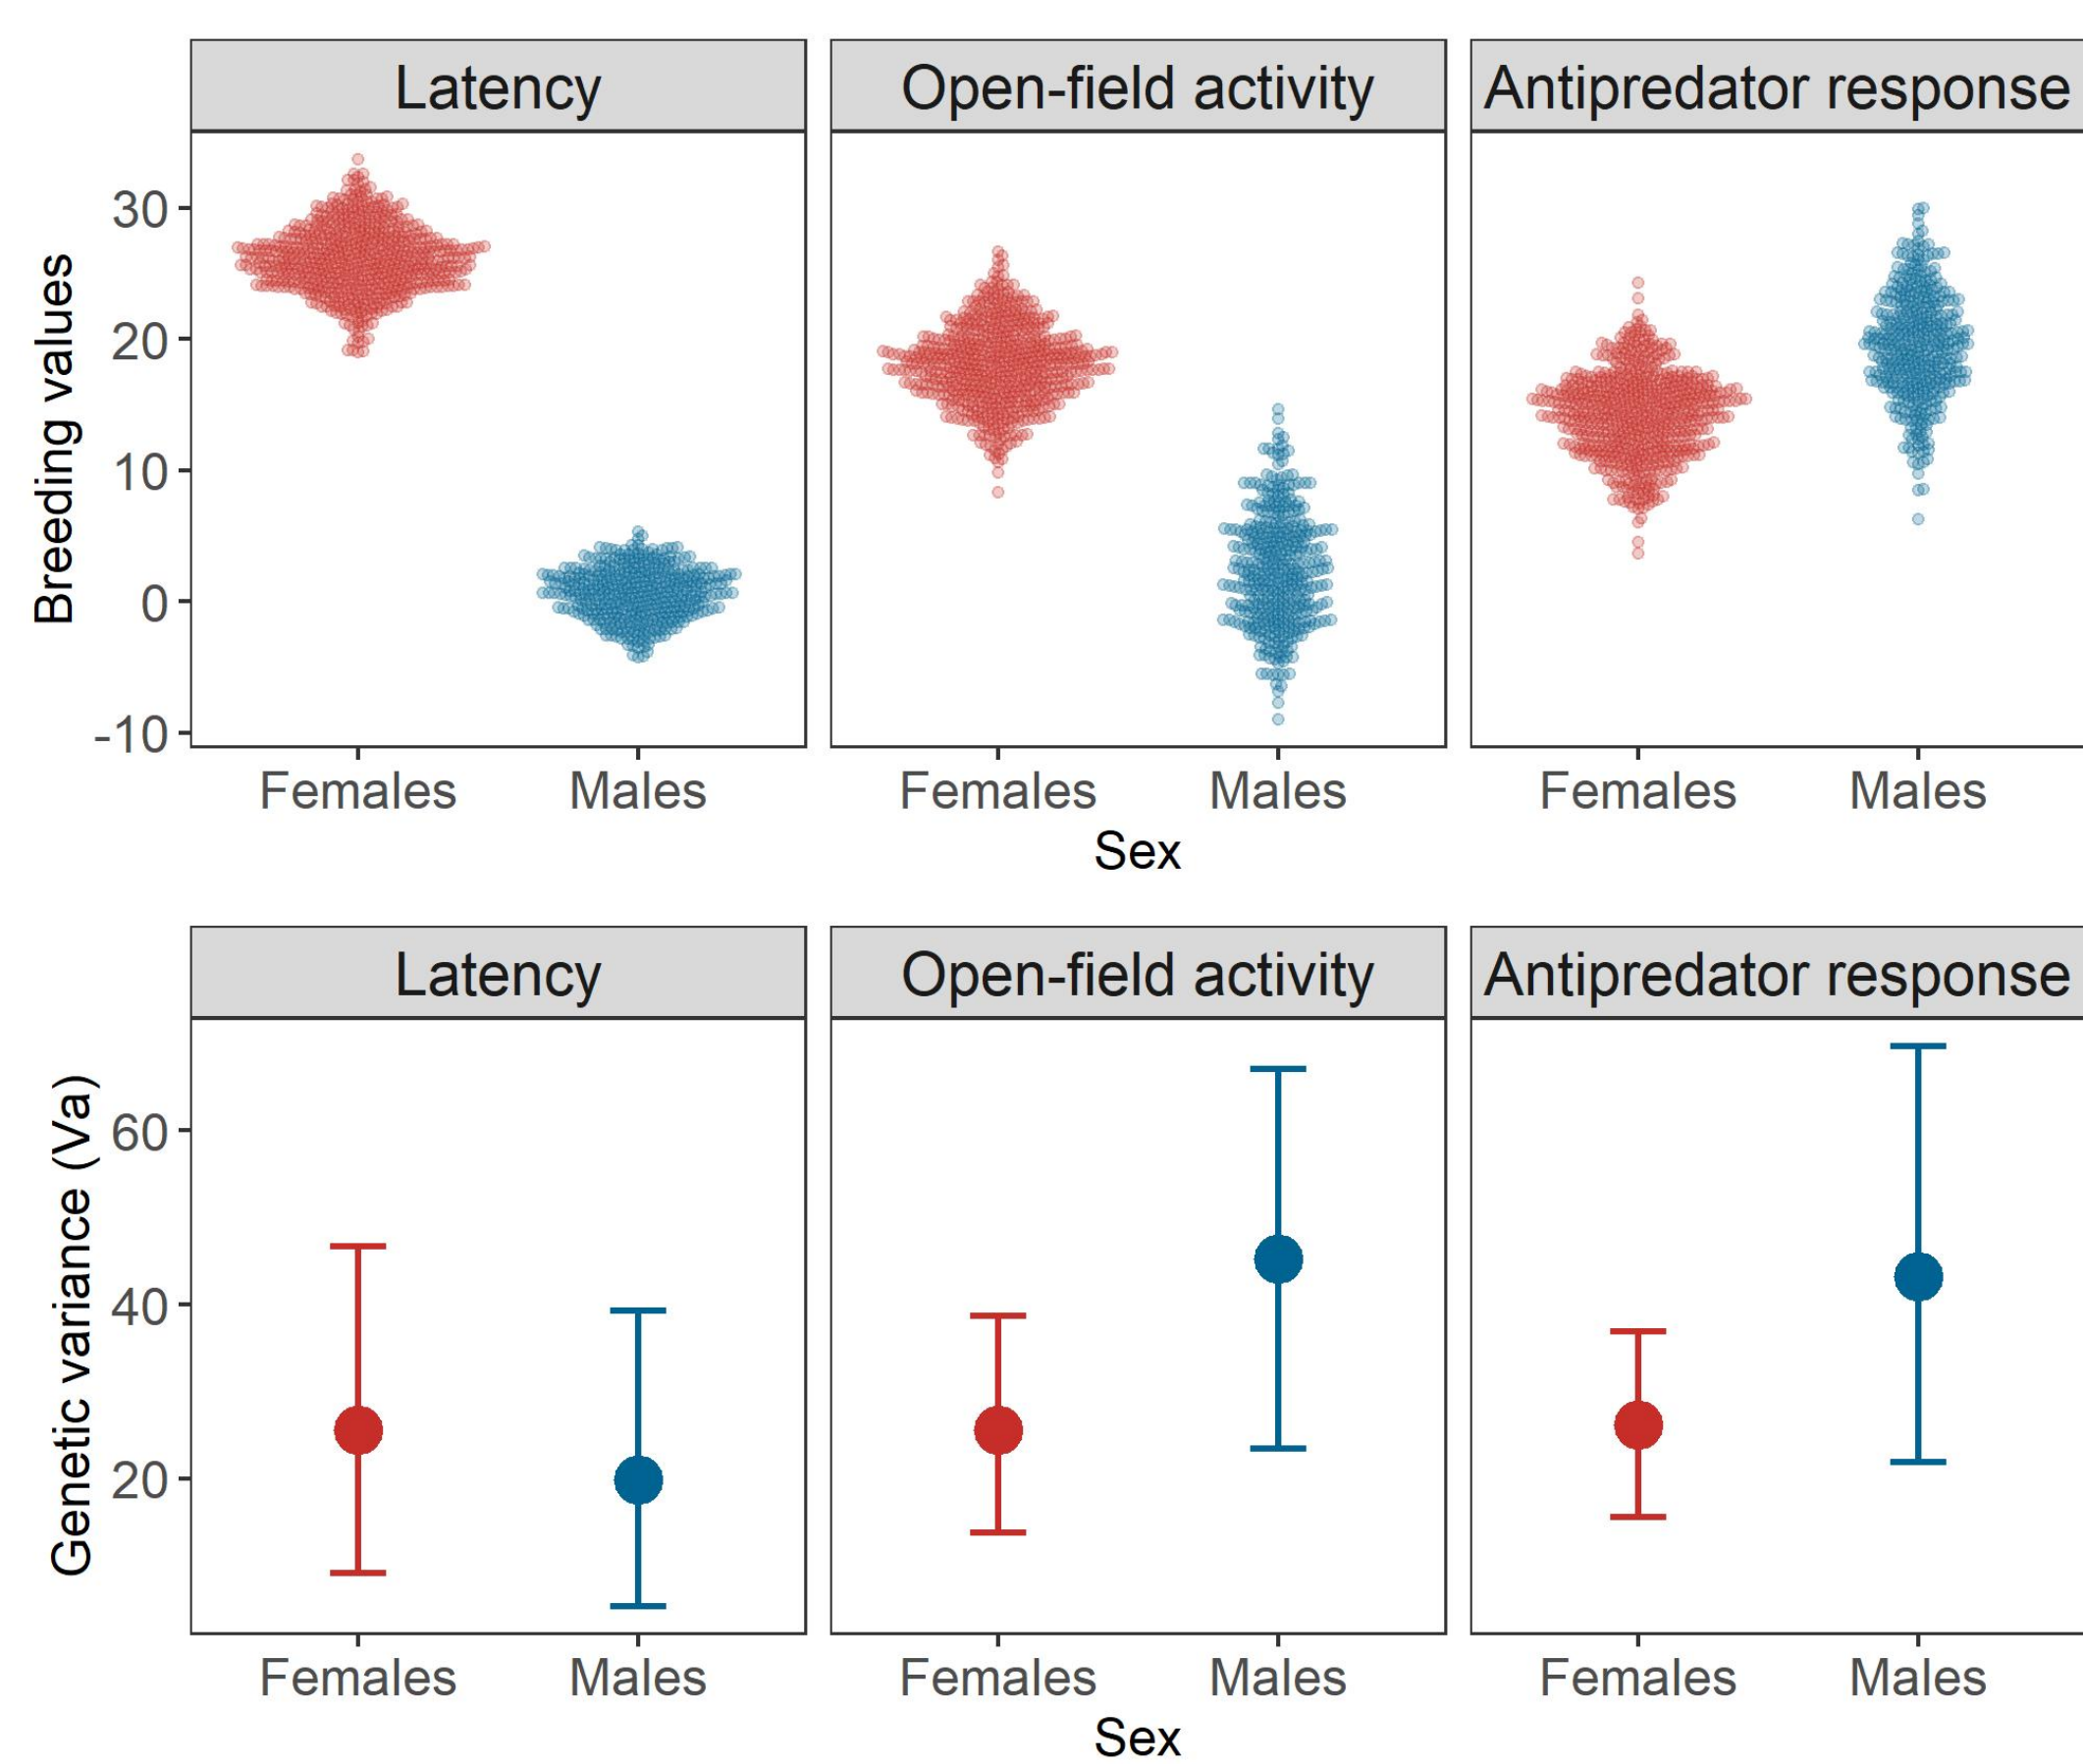 Latency
Open-field activity
Antipredator response
Breeding values
30
20
10
0
-10
Females
Males
Females
Males
Females
Males
Sex
Latency
Open-field activity
Antipredator response
Genetic variance (Va)
60
40
20
Females
Males
Females
Males
Females
Males
Sex